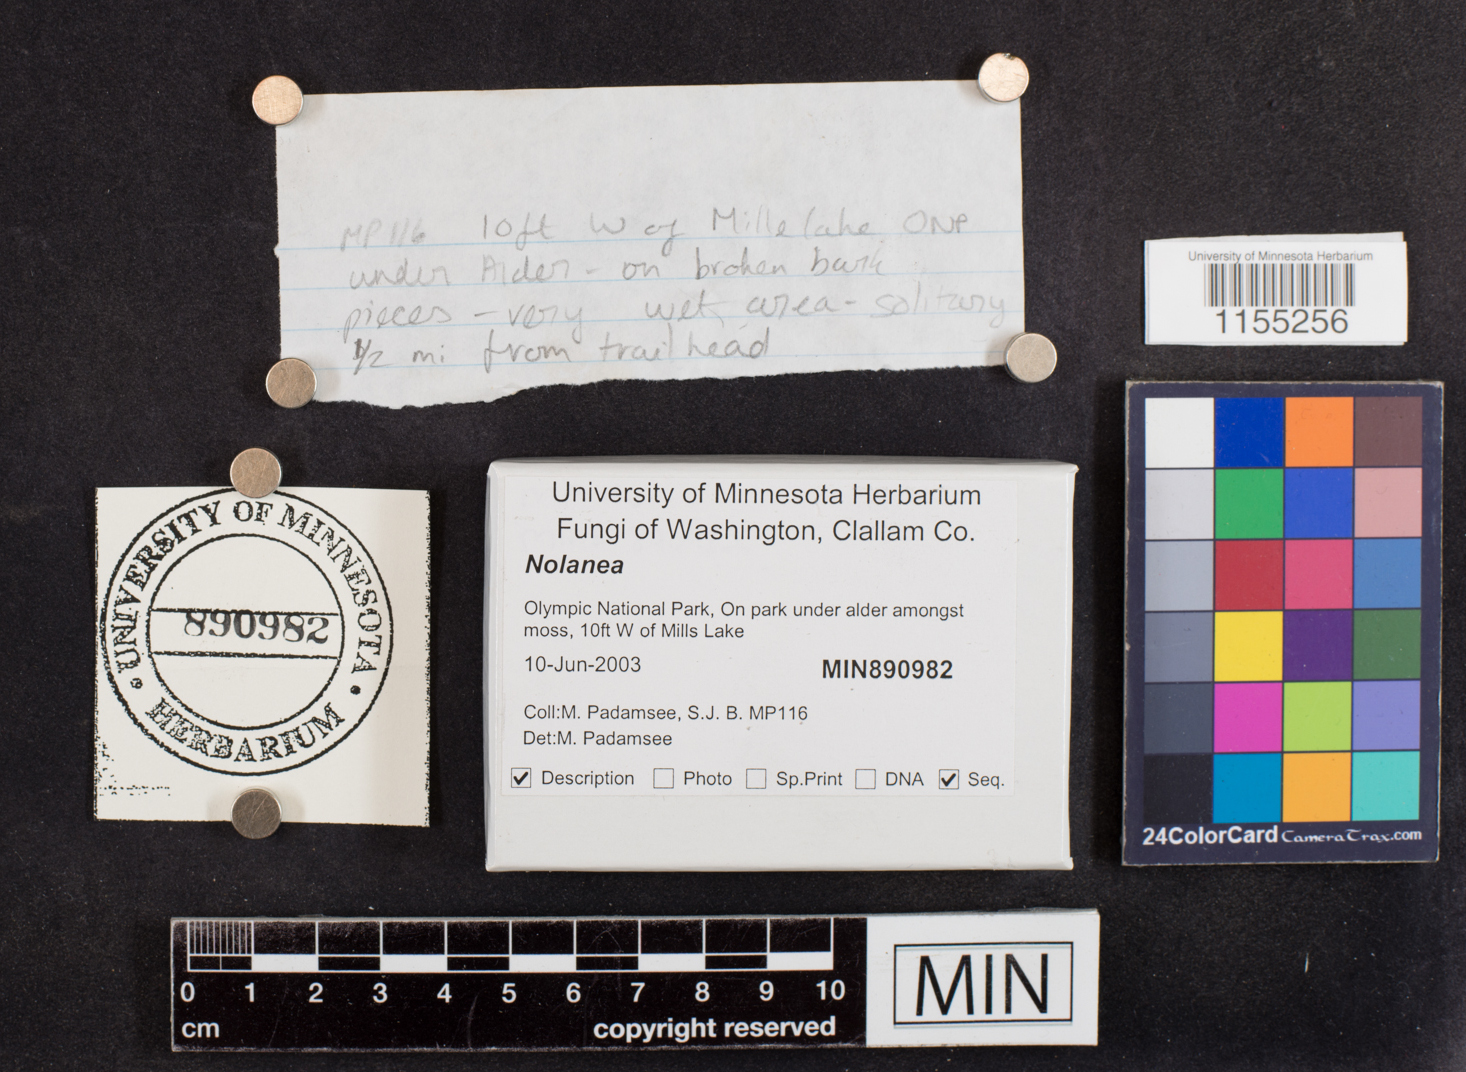 MP116 10ft W of Mille lake ONP
under Alder - on broken bark
pieces - very wet area - solitary
1/2 mi from trail head
University of Minnesota Herbarium
1155256
UNIVERSITY OF MINNESOTA
890982
HERBARIUM
University of Minnesota Herbarium
Fungi of Washington, Clallam Co.
Nolanea
Olympic National Park, On park under alder amongst
moss, 10ft W of Mills Lake
10-Jun-2003 MIN890982
Coll:M. Padamsee, S.J. B. MP116
Det:M. Padamsee
Description Photo Sp.Print DNA Seq.
24ColorCard CameraTrax.com
0 1 2 3 4 5 6 7 8 9 10
cm copyright reserved
MIN